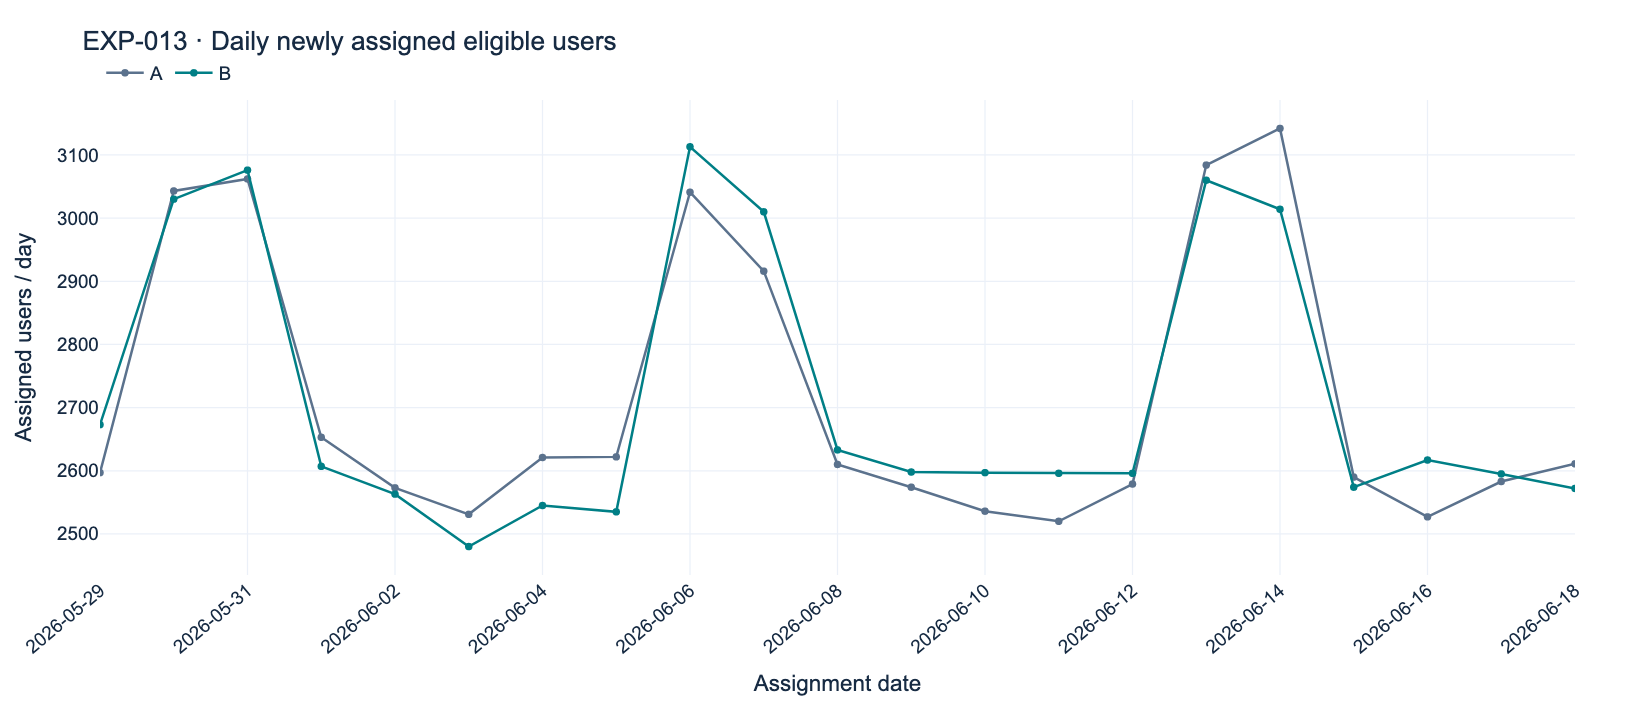 EXP-013 · Daily newly assigned eligible users
A B
Assigned users / day
3100
3000
2900
2800
2700
2600
2500
2026-05-29 2026-05-31 2026-06-02 2026-06-04 2026-06-06 2026-06-08 2026-06-10 2026-06-12 2026-06-14 2026-06-16 2026-06-18
Assignment date